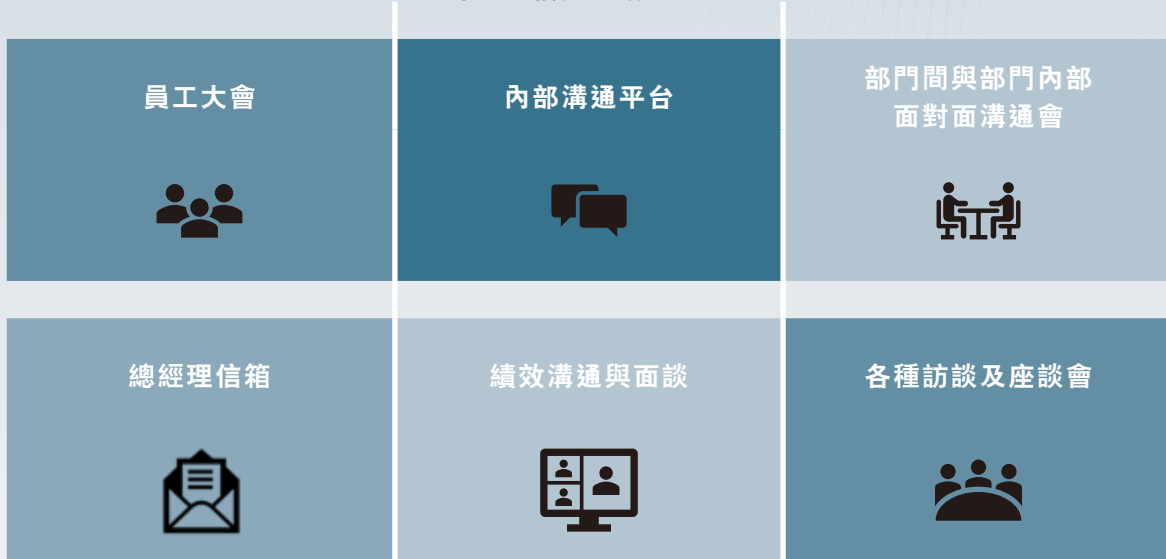 員工大會
內部溝通平台
部門間與部門內部
面對面溝通會
總經理信箱
績效溝通與面談
各種訪談及座談會